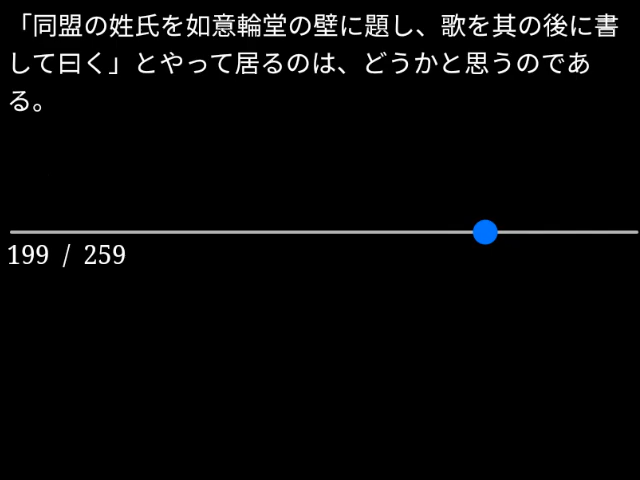 「同盟の姓氏を如意輪堂の壁に題し、歌を其の後に書
して曰く」とやって居るのは、どうかと思うのであ
る。
199 / 259